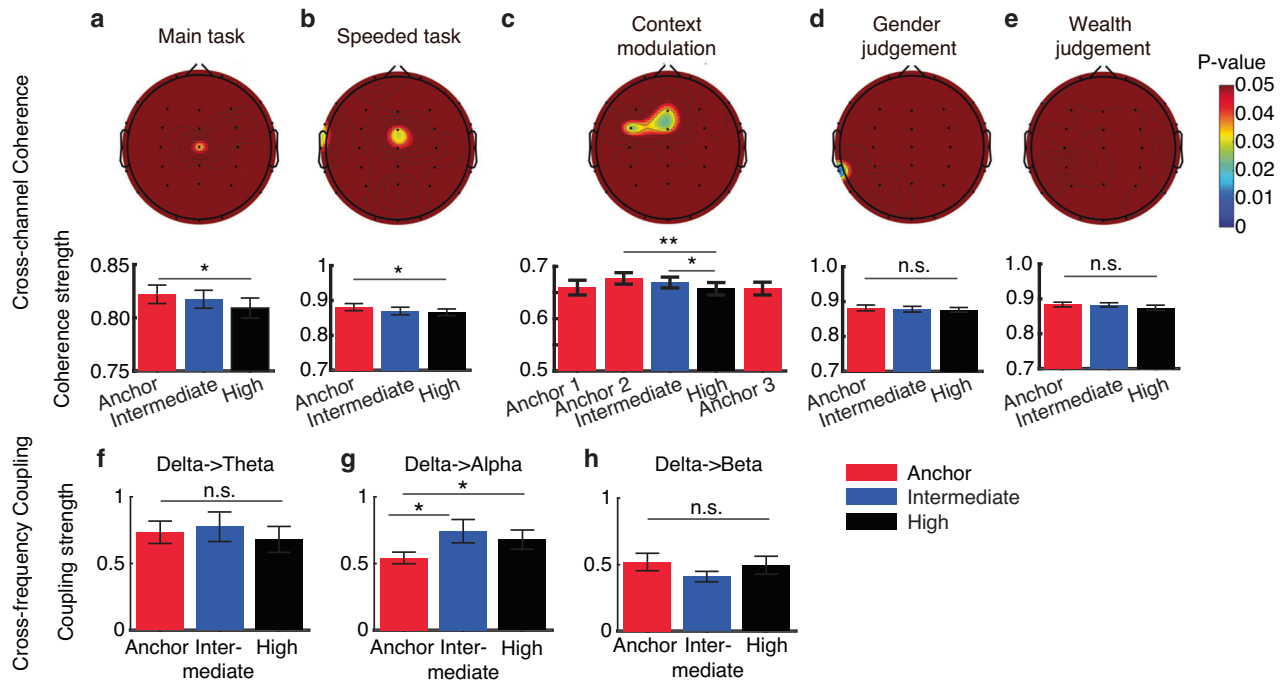 a
Main task
b
Speeded task
c
Context
modulation
d
Gender
judgement
e
Wealth
judgement
P-value
0.05
0.04
0.03
0.02
0.01
0
Cross-channel Coherence
Coherence strength
0.85
0.80
0.75
*
Anchor
Intermediate
High
1
0.9
0.8
0.7
*
Anchor
Intermediate
High
0.7
0.6
0.5
**
*
Anchor 1
Anchor 2
Intermediate
High
Anchor 3
1.0
0.9
0.8
0.7
n.s.
Anchor
Intermediate
High
1.0
0.9
0.8
0.7
n.s.
Anchor
Intermediate
High
Cross-frequency Coupling
Coupling strength
f
Delta->Theta
n.s.
1
0.5
0
Anchor
Inter-
mediate
High
g
Delta->Alpha
*
*
1
0.5
0
Anchor
Inter-
mediate
High
h
Delta->Beta
n.s.
1
0.5
0
Anchor
Inter-
mediate
High
Anchor
Intermediate
High